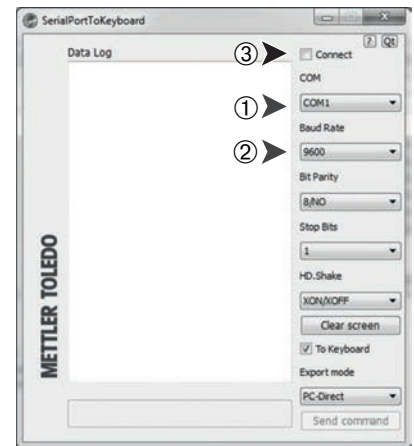 SerialPortToKeyboard
? Qt
Data Log
③ Connect
COM
① COM1
Baud Rate
② 9600
Bit Parity
8/NO
Stop Bits
1
HD.Shake
XON/XOFF
Clear screen
To Keyboard
Export mode
PC-Direct
Send command
METTLER TOLEDO